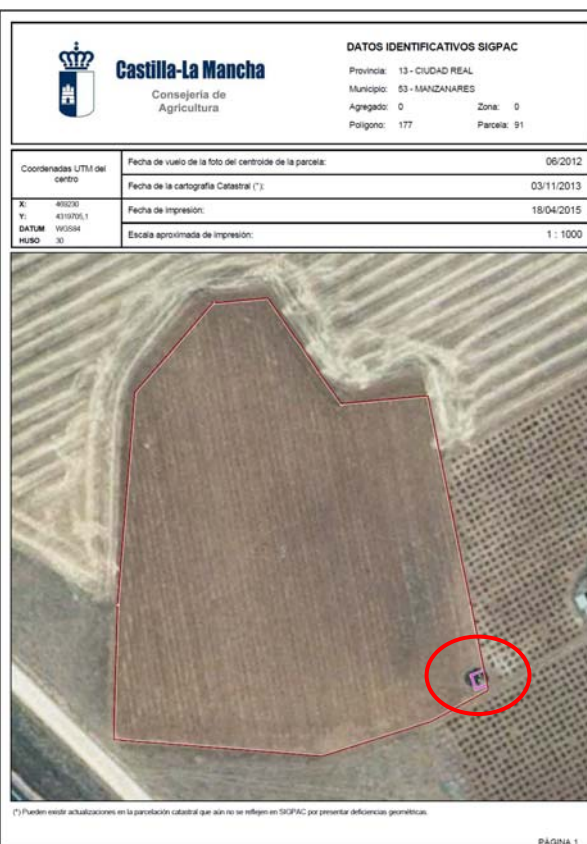 DATOS IDENTIFICATIVOS SIGPAC
Castilla-La Mancha
Consejería de
Agricultura
Provincia: 13 - CIUDAD REAL
Municipio: 53 - MANZANARES
Agregado: 0 Zona: 0
Polígono: 177 Parcela: 91
Coordenadas UTM del
centro
X: 469230
Y: 4319705,1
DATUM WGS84
HUSO 30
Fecha de vuelo de la foto del centroide de la parcela: 06/2012
Fecha de la cartografía Catastral (*): 03/11/2013
Fecha de impresión: 18/04/2015
Escala aproximada de impresión: 1 : 1000
(*) Pueden existir actualizaciones en la parcelación catastral que aún no se reflejen en SIGPAC por presentar deficiencias geométricas.
PÁGINA 1